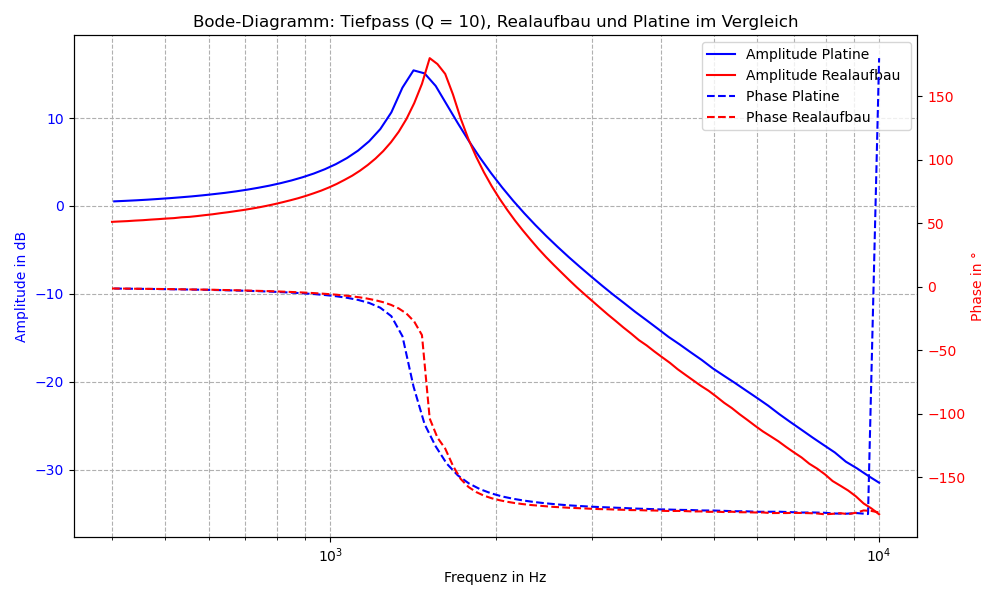 Bode-Diagramm: Tiefpass (Q = 10), Realaufbau und Platine im Vergleich
Amplitude Platine
Amplitude Realaufbau
Phase Platine
Phase Realaufbau
Amplitude in dB
10
0
−10
−20
−30
150
100
50
0
−50
−100
−150
Phase in °
10³
10⁴
Frequenz in Hz